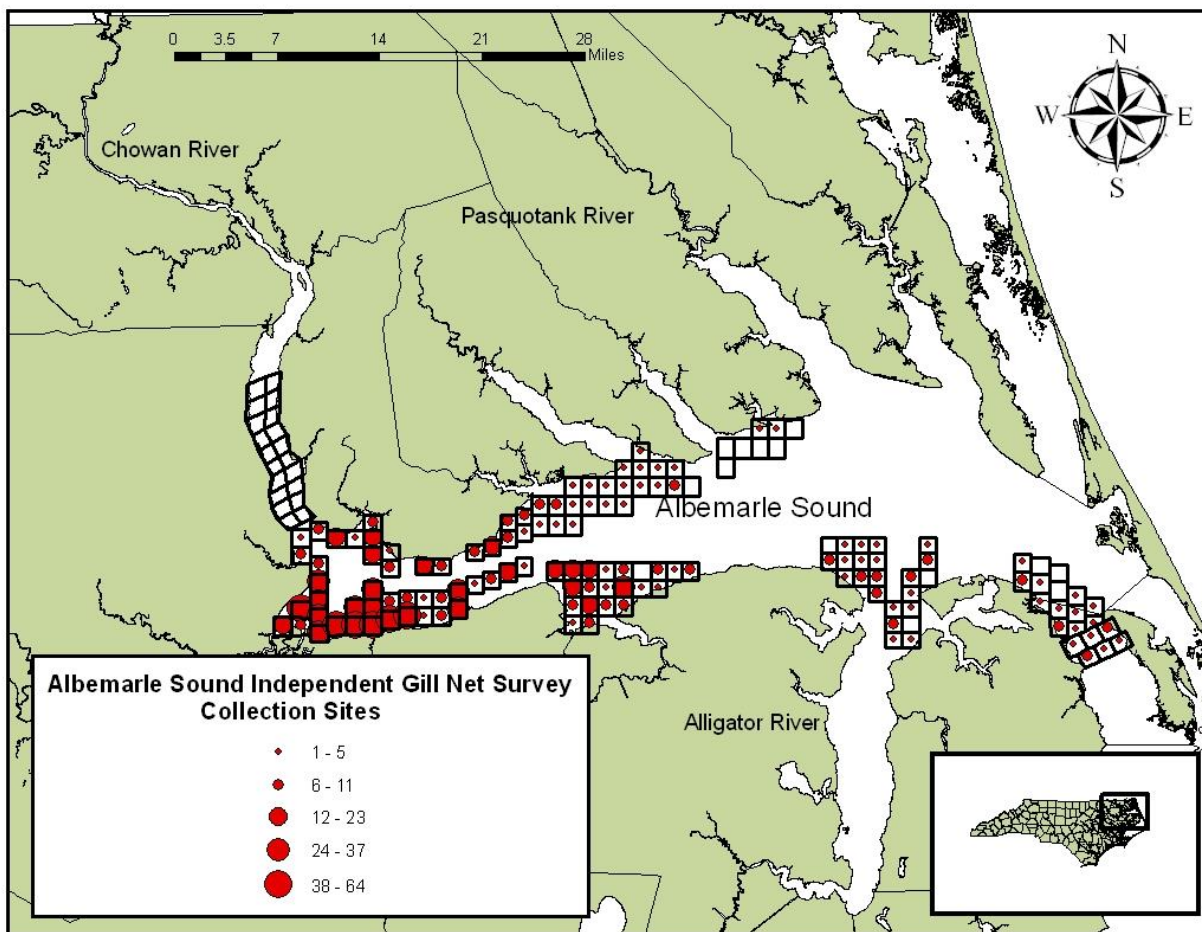 0 3.5 7 14 21 28
Miles
N
W E
S
Chowan River
Pasquotank River
Albemarle Sound
Alligator River
Albemarle Sound Independent Gill Net Survey
Collection Sites
1 - 5
6 - 11
12 - 23
24 - 37
38 - 64